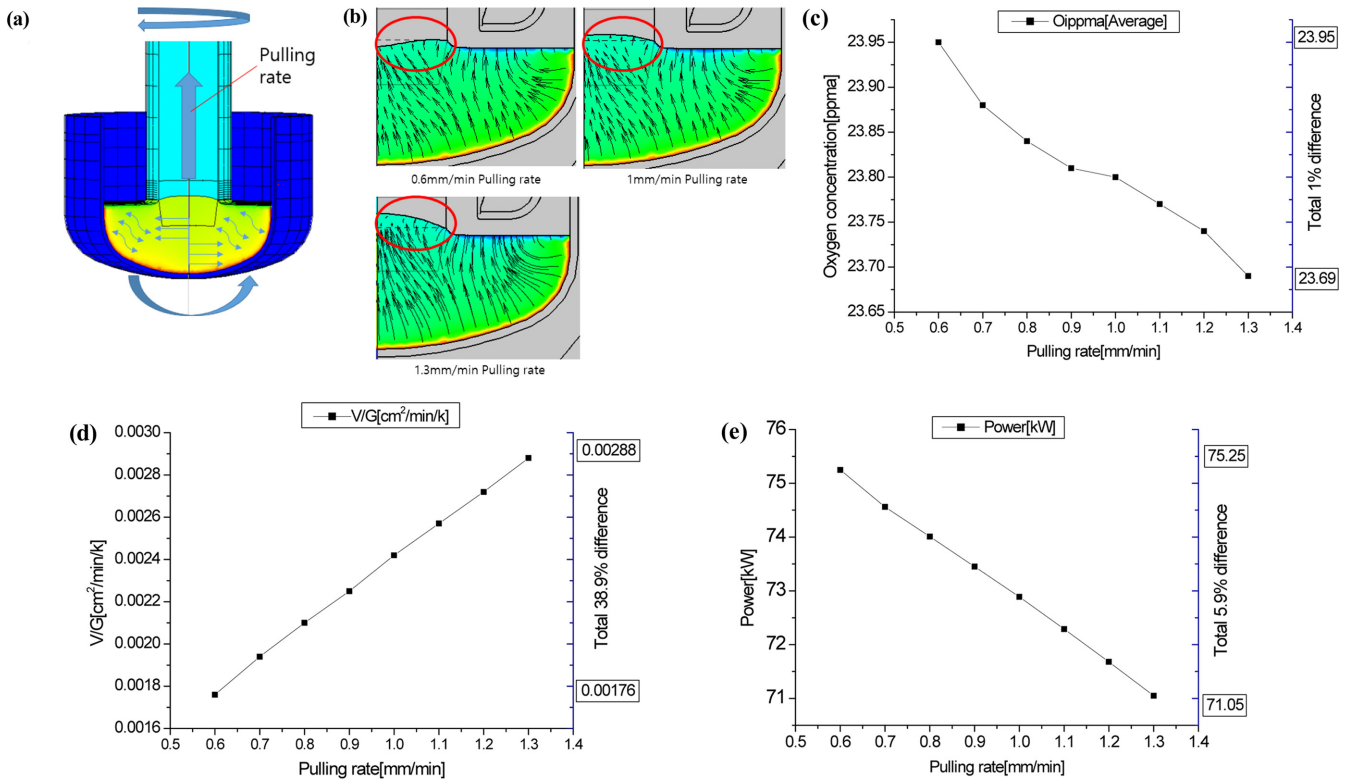 (a)
Pulling
rate
(b)
0.6mm/min Pulling rate
1mm/min Pulling rate
1.3mm/min Pulling rate
(c)
Oippma[Average]
Oxygen concentration[ppma]
23.95
23.90
23.85
23.80
23.75
23.70
23.65
0.5 0.6 0.7 0.8 0.9 1.0 1.1 1.2 1.3 1.4
Pulling rate[mm/min]
23.95
Total 1% difference
23.69
(d)
V/G[cm²/min/k]
V/G[cm²/min/k]
0.0030
0.0028
0.0026
0.0024
0.0022
0.0020
0.0018
0.0016
0.5 0.6 0.7 0.8 0.9 1.0 1.1 1.2 1.3 1.4
Pulling rate[mm/min]
0.00288
Total 38.9% difference
0.00176
(e)
Power[kW]
Power[kW]
76
75
74
73
72
71
0.5 0.6 0.7 0.8 0.9 1.0 1.1 1.2 1.3 1.4
Pulling rate[mm/min]
75.25
Total 5.9% difference
71.05